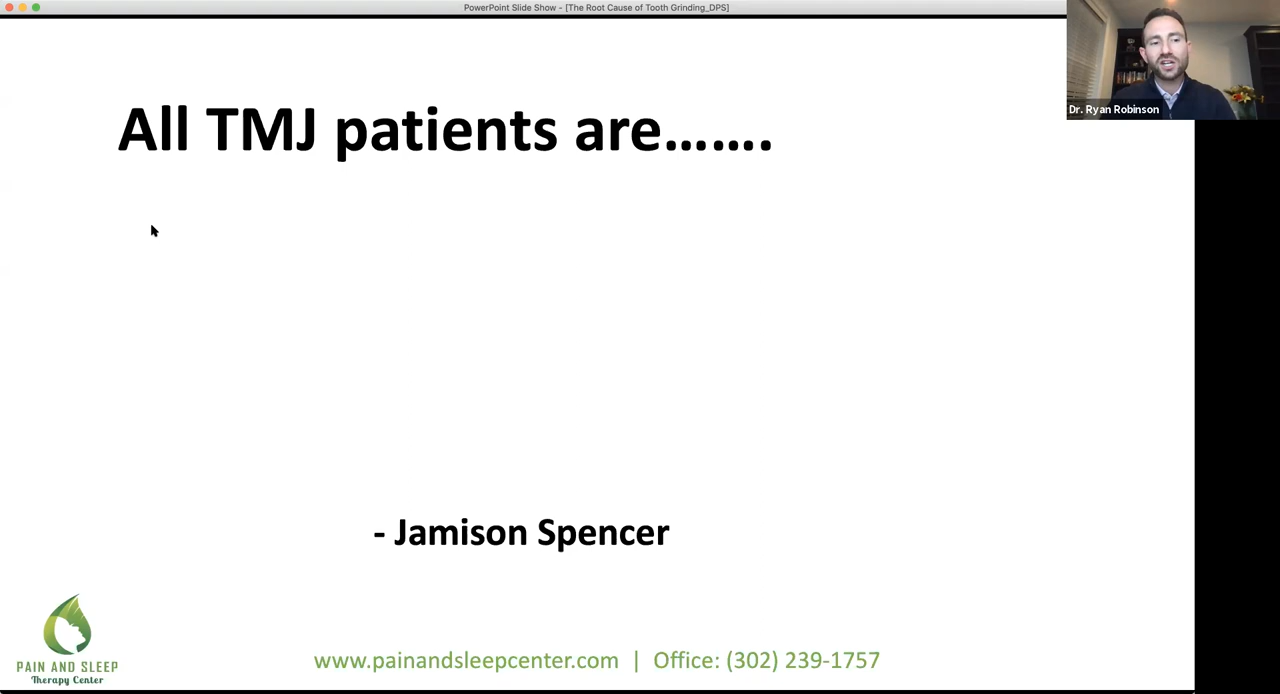 PowerPoint Slide Show - [The Root Cause of Tooth Grinding_DPS]
Dr. Ryan Robinson
All TMJ patients are…….
- Jamison Spencer
PAIN AND SLEEP
Therapy Center
www.painandsleepcenter.com | Office: (302) 239-1757